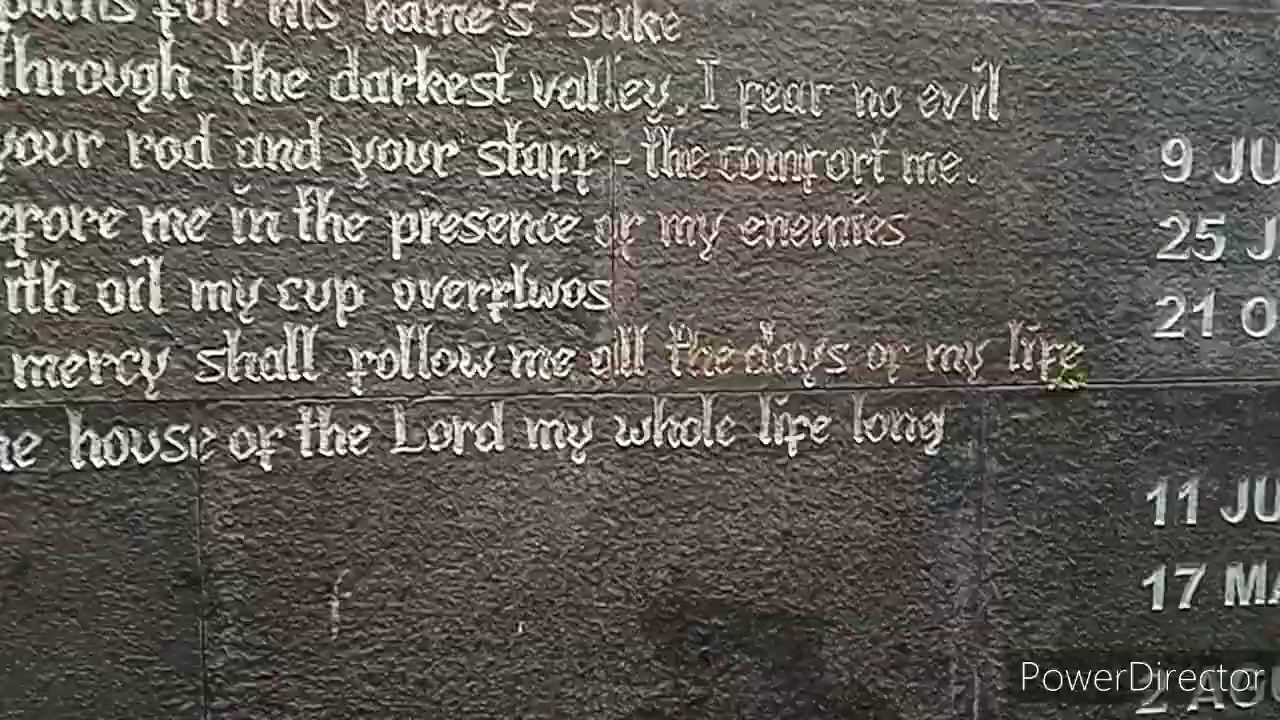 paths for his name's sake
through the darkest valley, I fear no evil
your rod and your staff - the comfort me.
efore me in the presence of my enemies
ith oil my cup overflwos
mercy shall follow me all the days of my life
he house of the Lord my whole life long
9 JU
25 J
21 O
11 JU
17 MA
2 AGU
PowerDirector